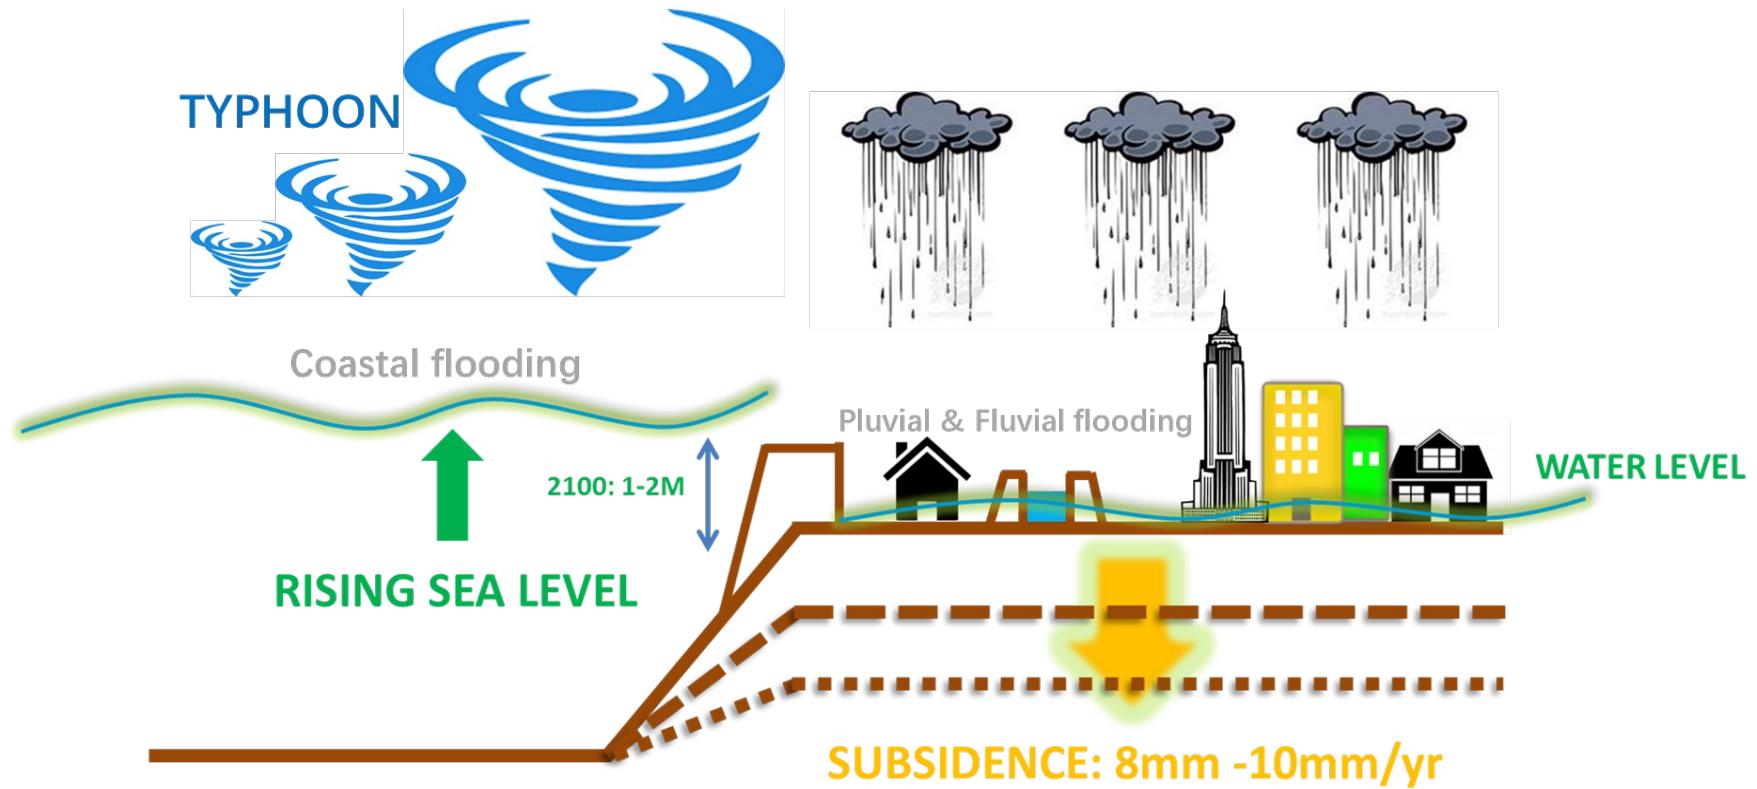 TYPHOON
Coastal flooding
Pluvial & Fluvial flooding
WATER LEVEL
2100: 1-2M
RISING SEA LEVEL
SUBSIDENCE: 8mm -10mm/yr